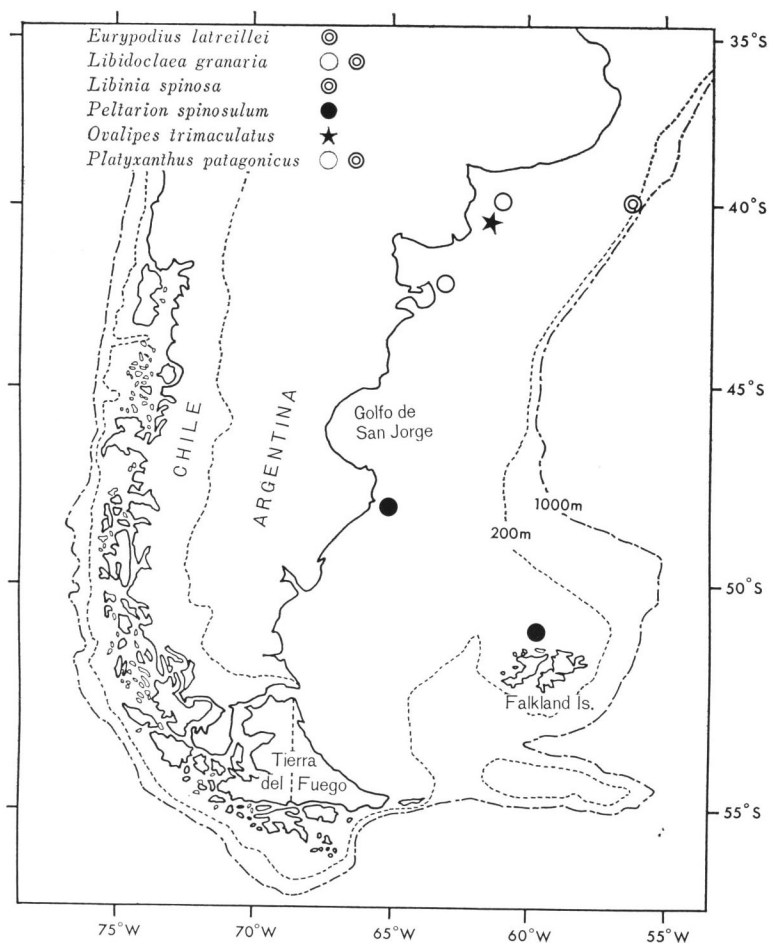 Eurypodius latreillei
Libidoclaea granaria
Libinia spinosa
Peltarion spinosulum
Ovalipes trimaculatus
Platyxanthus patagonicus
35°S
40°S
45°S
50°S
55°S
CHILE
ARGENTINA
Golfo de
San Jorge
1000m
200m
Falkland Is.
Tierra
del Fuego
75°W
70°W
65°W
60°W
55°W